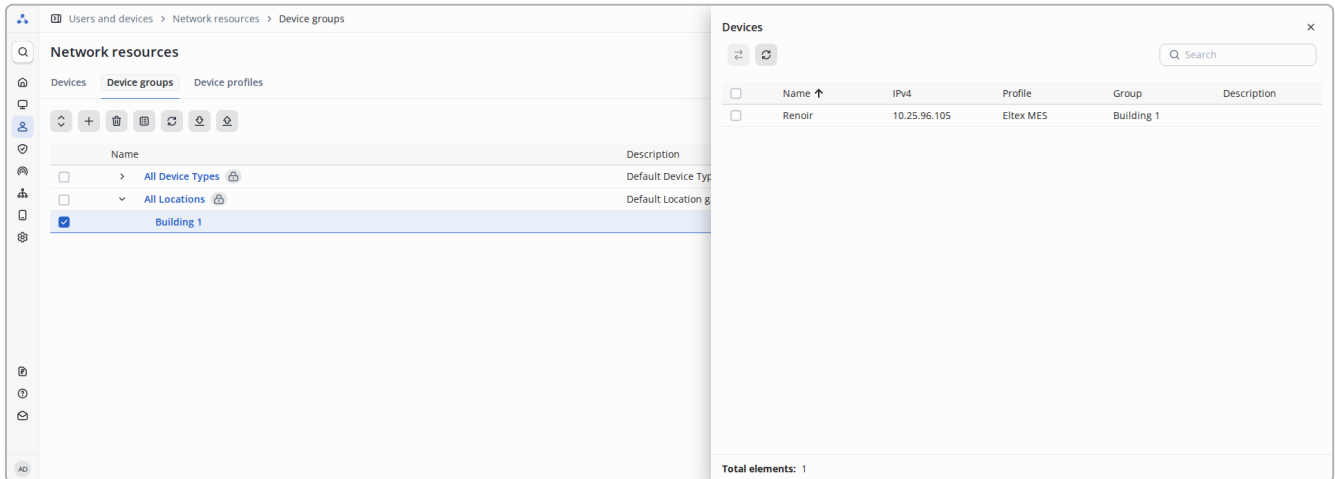 Users and devices > Network resources > Device groups
Network resources
Devices Device groups Device profiles
Name Description
All Device Types Default Device Typ
All Locations Default Location g
Building 1
AD
Devices
Search
Name IPv4 Profile Group Description
Renoir 10.25.96.105 Eltex MES Building 1
Total elements: 1